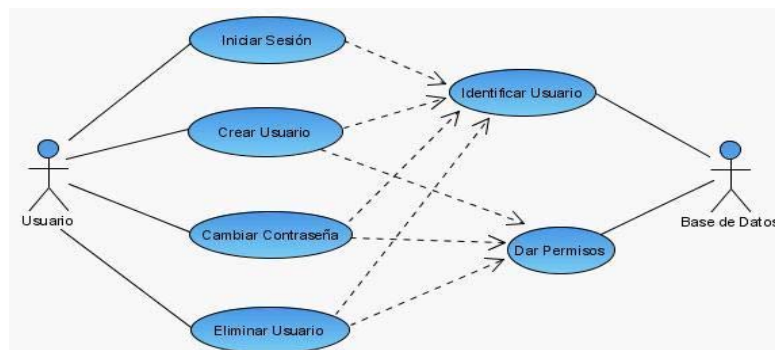 Iniciar Sesión
Identificar Usuario
Crear Usuario
Usuario
Base de Datos
Cambiar Contraseña
Dar Permisos
Eliminar Usuario